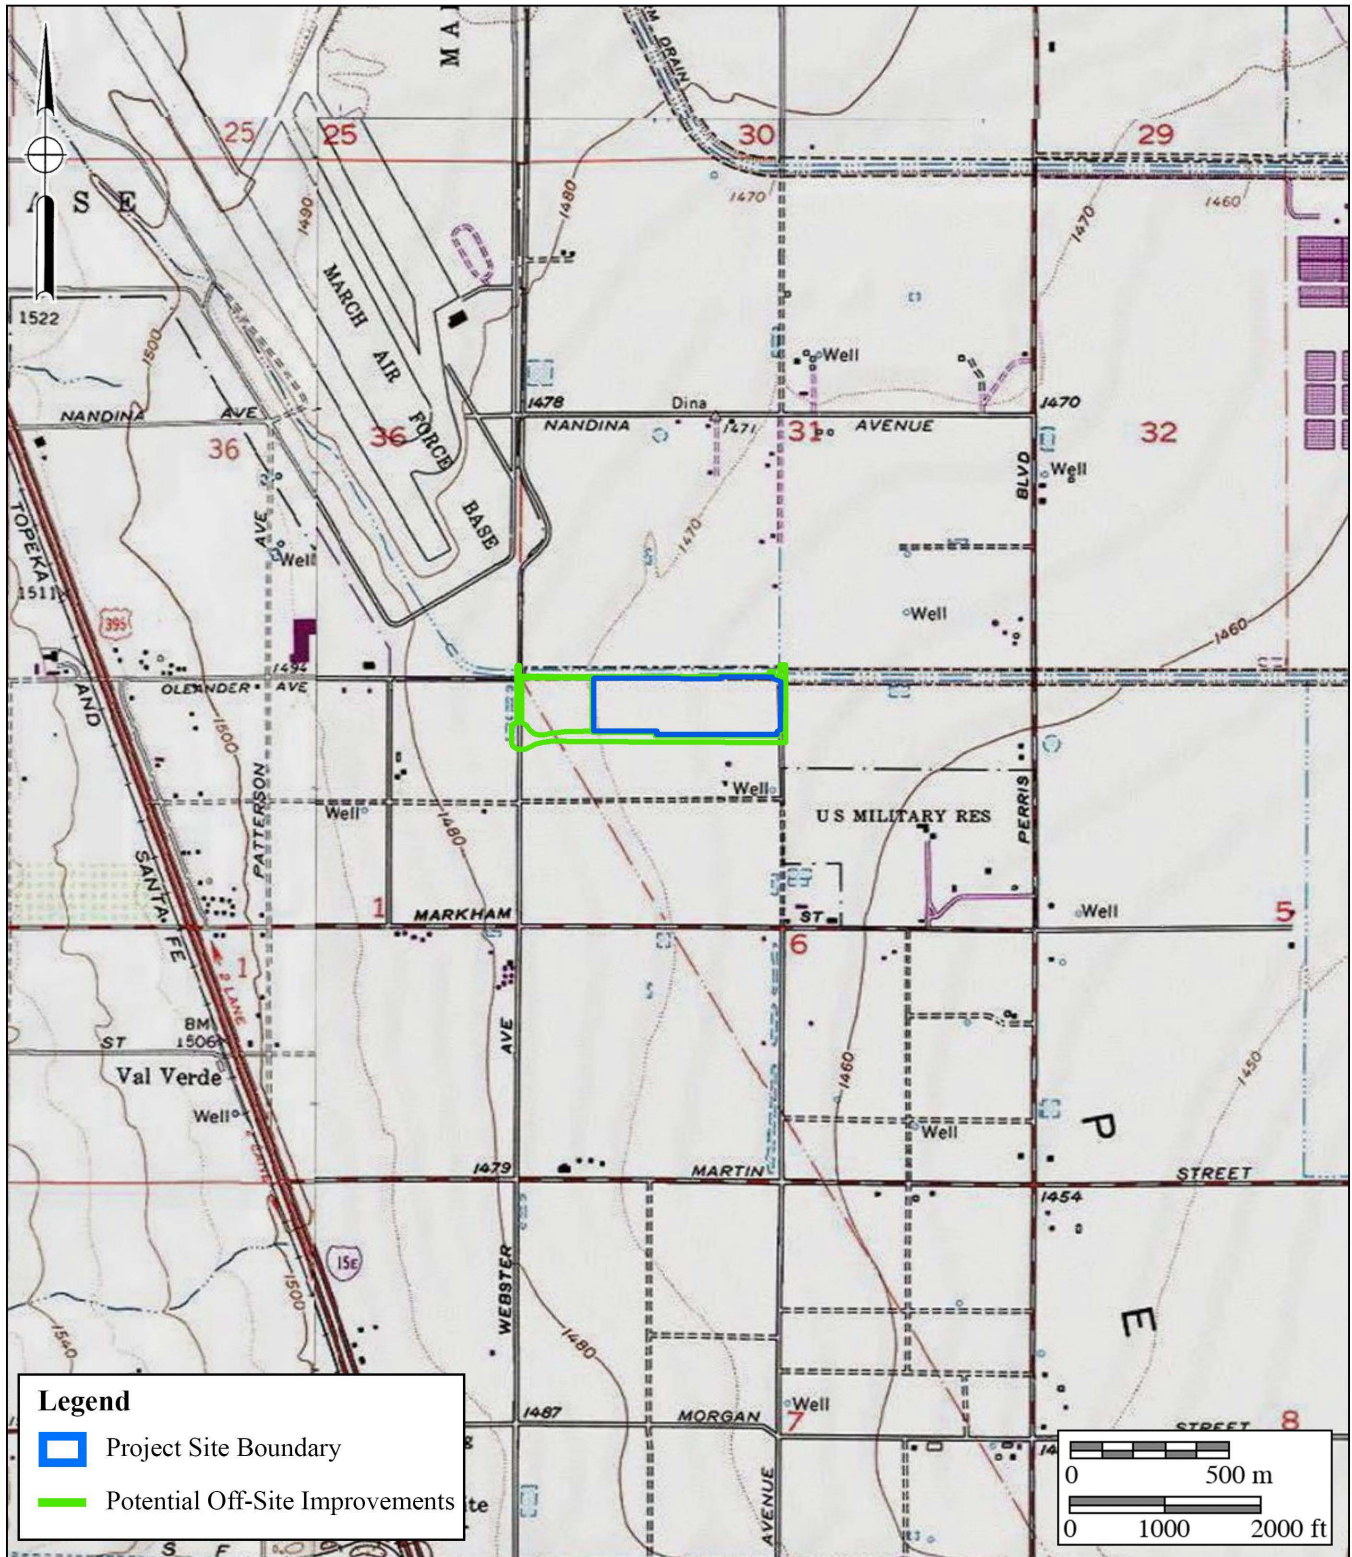 MA
RM DRAIN
25
25
30
29
A S E
1480
1470
1470
1460
1490
MARCH AIR FORCE BASE
1522
1500
Well
NANDINA AVE
1478
Dina
1470
NANDINA
1471
31
AVENUE
36
36
32
BLVD
Well
AVE
BASE
1470
TOPEKA
Well
1511
395
Well
1460
1494
OLEANDER AVE
AND
1500
PATTERSON
Well
Well
1480
US MILITARY RES
PERRIS
SANTA FE
1
MARKHAM
ST
Well
5
6
1
2 LANE
BM
1506
ST
AVE
Val Verde
1460
1450
Well
Well
P
1479
MARTIN
STREET
1454
WEBSTER
15E
1500
1540
1480
E
1487
MORGAN
Well
7
STREET
8
AVENUE
Legend
Project Site Boundary
Potential Off-Site Improvements
0 500 m
0 1000 2000 ft
S F